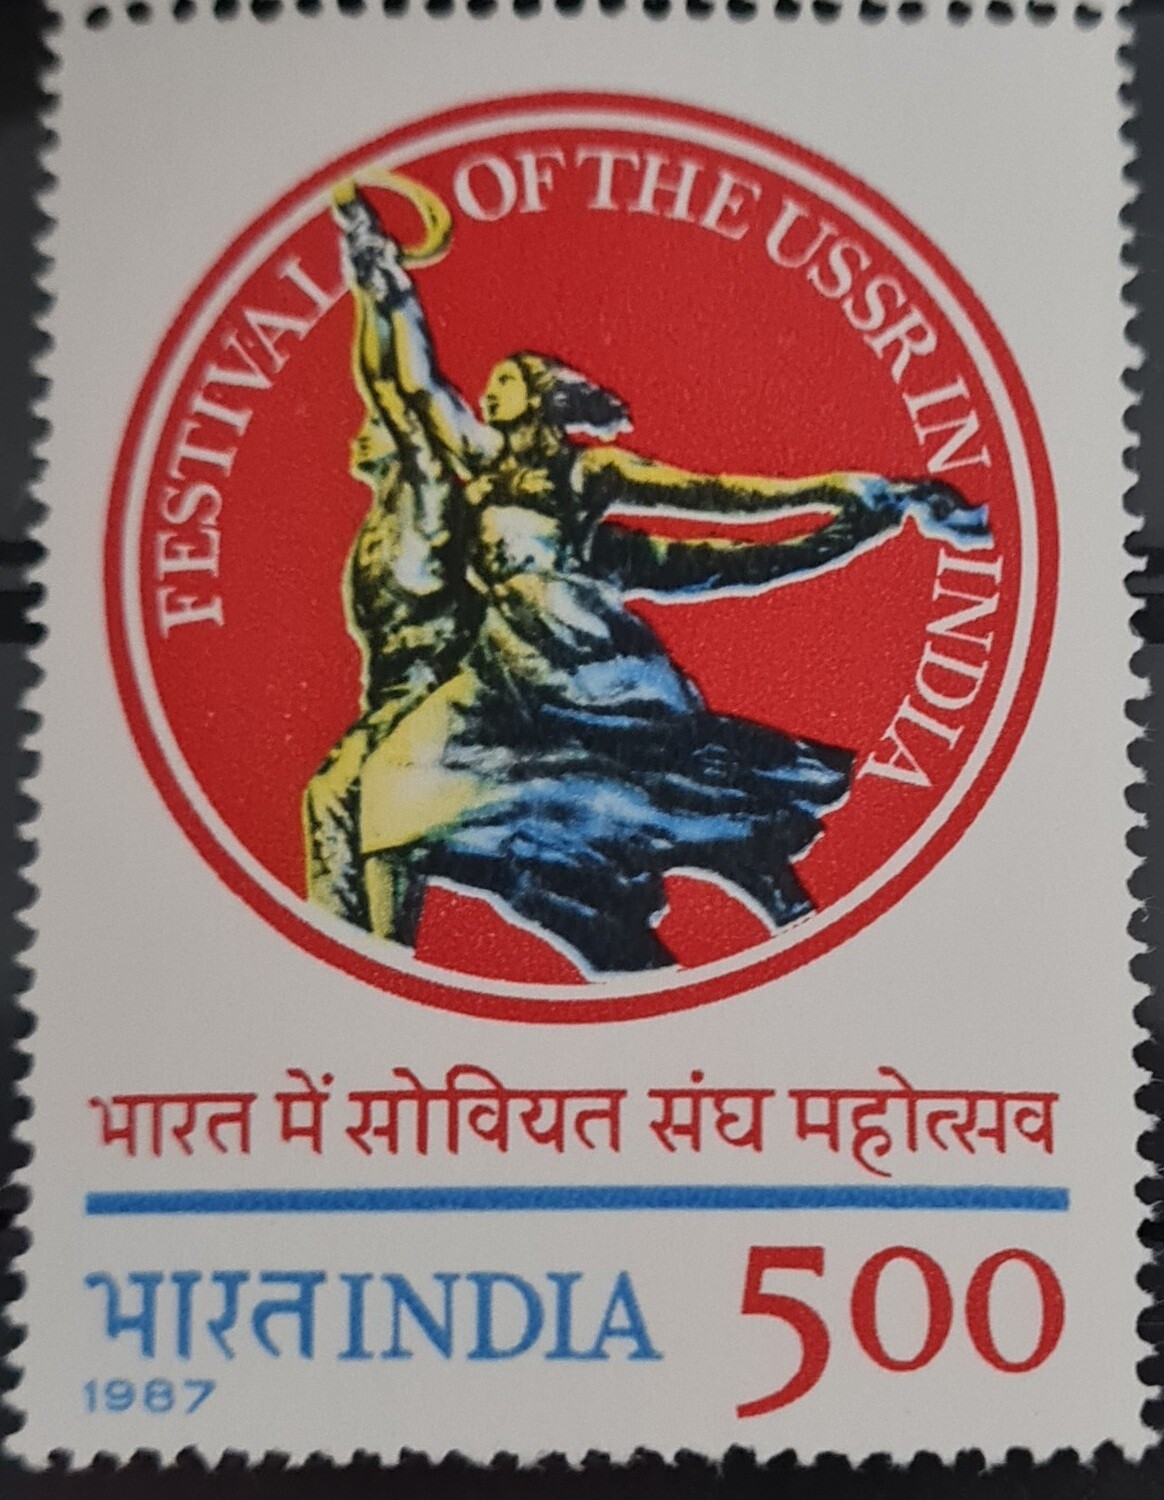 FESTIVAL OF THE USSR IN INDIA
भारत में सोवियत संघ महोत्सव
भारत INDIA 500
1987